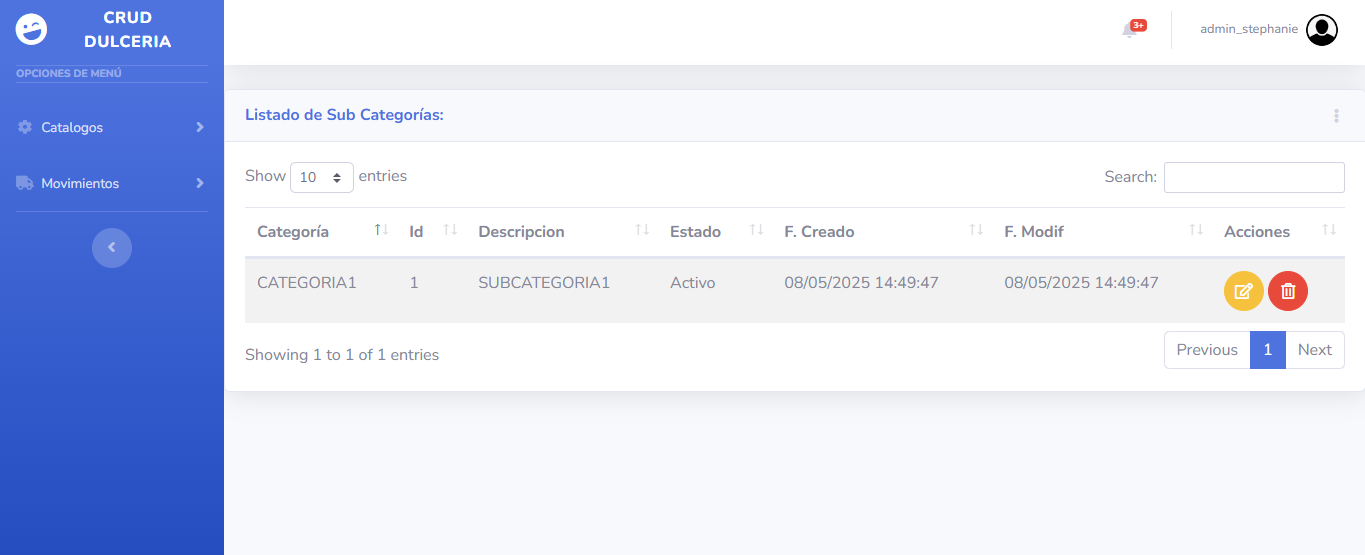 CRUD
DULCERIA
OPCIONES DE MENÚ
Catalogos
Movimientos
3+
admin_stephanie
Listado de Sub Categorías:
Show 10 entries
Search:
Categoría Id Descripcion Estado F. Creado F. Modif Acciones
CATEGORIA1 1 SUBCATEGORIA1 Activo 08/05/2025 14:49:47 08/05/2025 14:49:47
Showing 1 to 1 of 1 entries
Previous 1 Next